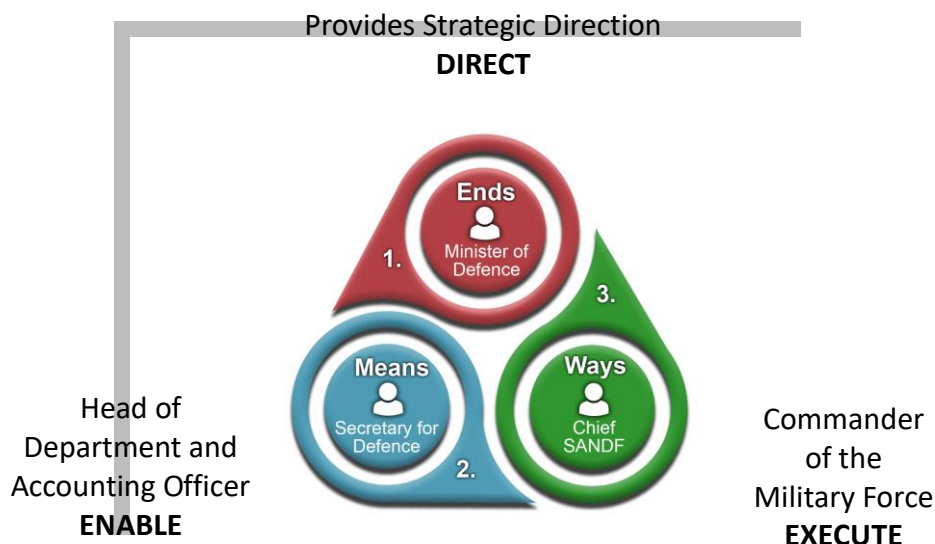 Provides Strategic Direction
DIRECT
Ends
Minister of
Defence
1.
3.
Means
Secretary for
Defence
2.
Ways
Chief
SANDF
Head of
Department and
Accounting Officer
ENABLE
Commander
of the
Military Force
EXECUTE